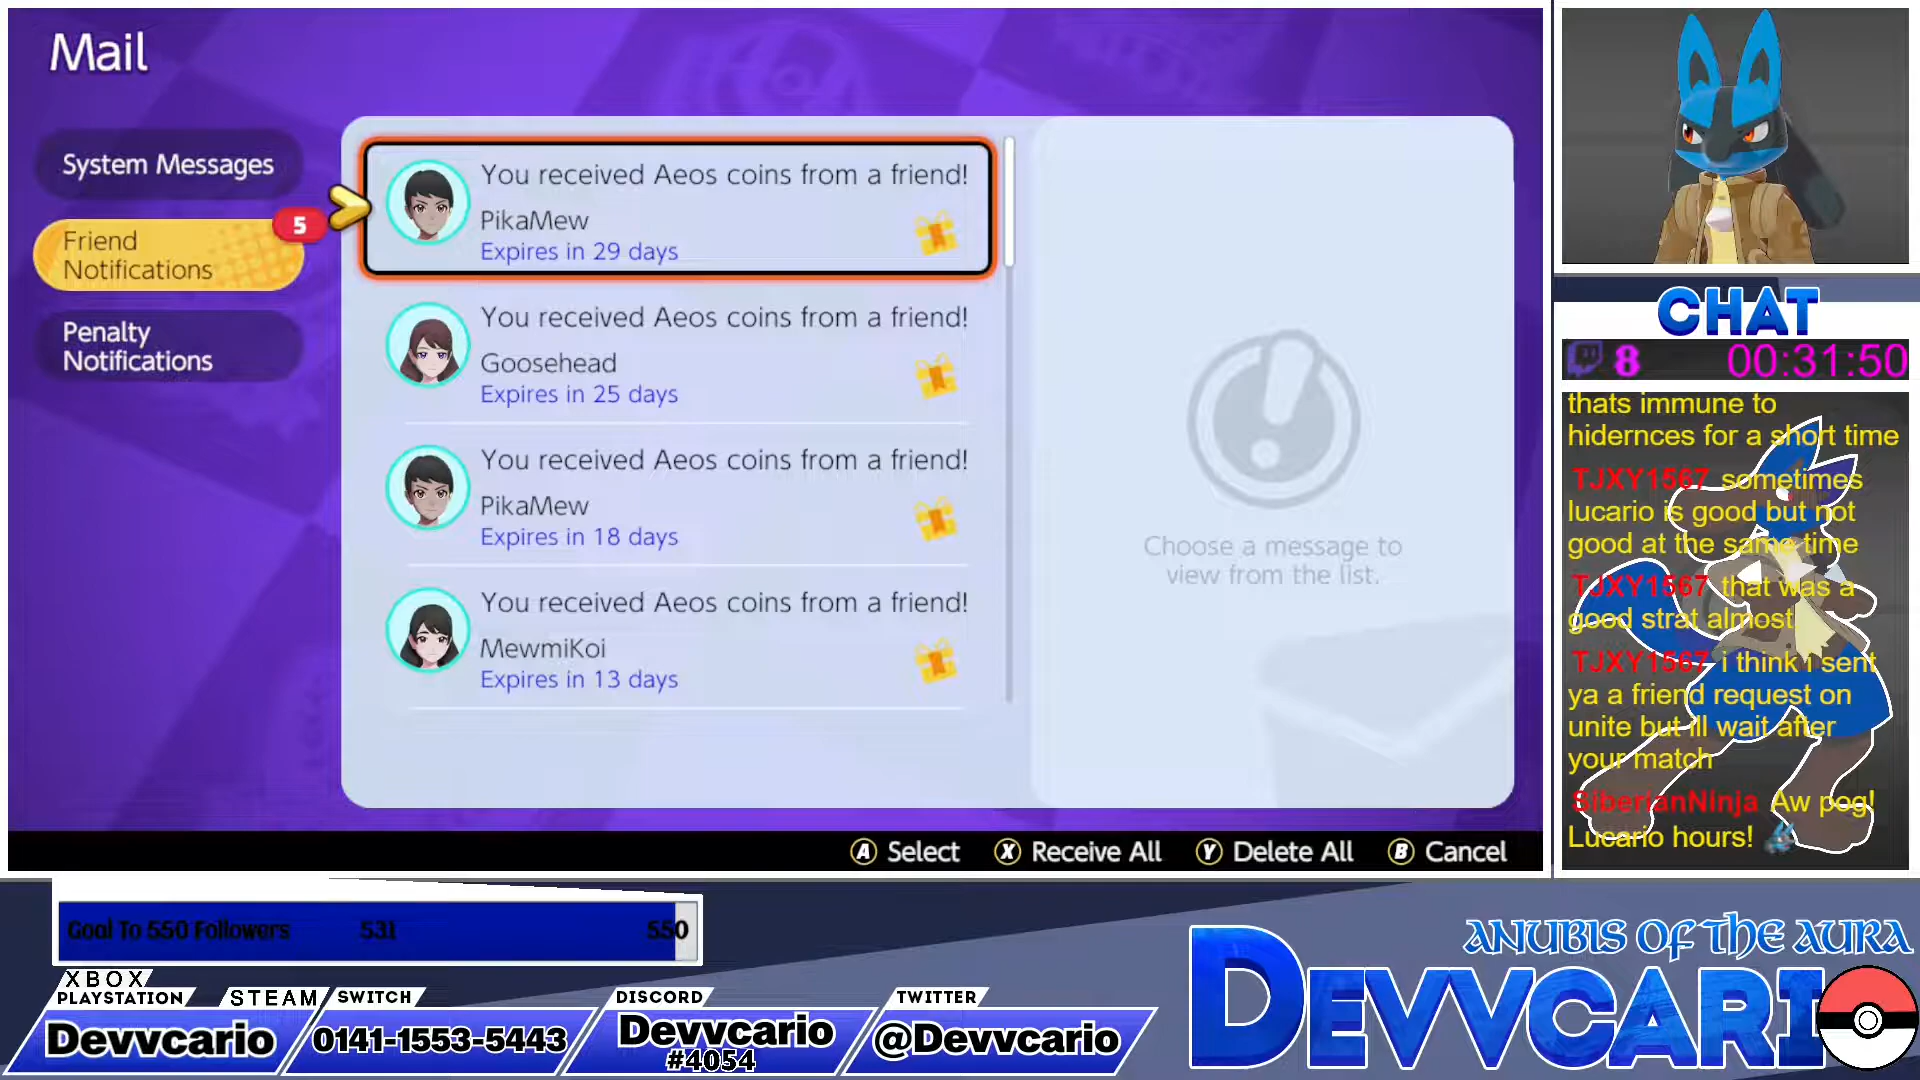 Mail
System Messages
Friend
Notifications
5
Penalty
Notifications
You received Aeos coins from a friend!
PikaMew
Expires in 29 days
You received Aeos coins from a friend!
Goosehead
Expires in 25 days
You received Aeos coins from a friend!
PikaMew
Expires in 18 days
You received Aeos coins from a friend!
MewmiKoi
Expires in 13 days
Choose a message to
view from the list.
A Select
X Receive All
Y Delete All
B Cancel
CHAT
8
00:31:50
thats immune to
hidernces for a short time
TJXY1567 sometimes
lucario is good but not
good at the same time
TJXY1567 that was a
good strat almost
TJXY1567 i think i sent
ya a friend request on
unite but ill wait after
your match
SiberianNinja Aw pog!
Lucario hours!
Goal To 550 Followers 531 550
XBOX
PLAYSTATION
STEAM
Devvcario
SWITCH
0141-1553-5443
DISCORD
Devvcario
#4054
TWITTER
@Devvcario
ANUBIS OF THE AURA
DEVVCARIO